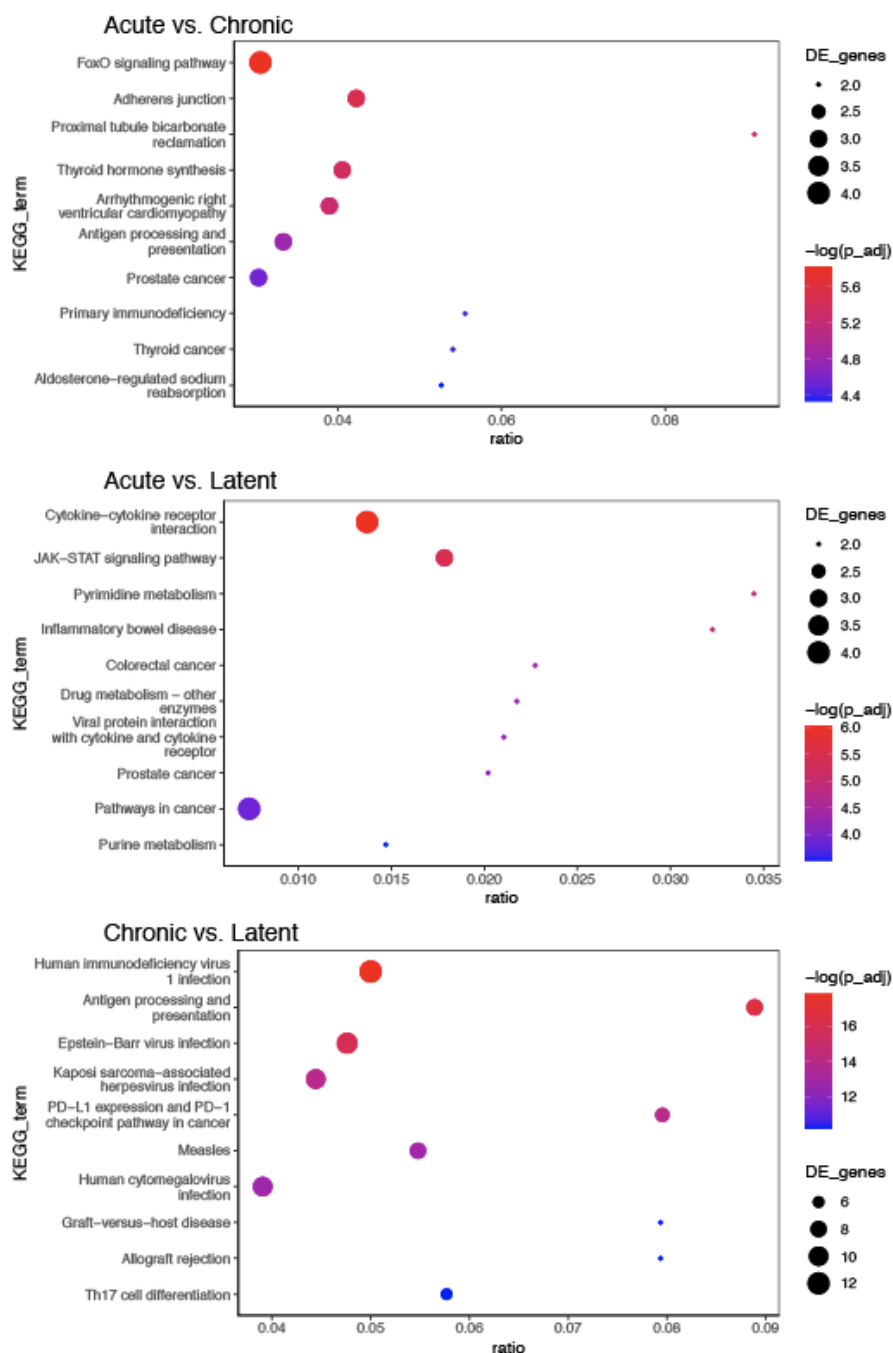 Acute vs. Chronic
KEGG_term
FoxO signaling pathway
Adherens junction
Proximal tubule bicarbonate
reclamation
Thyroid hormone synthesis
Arrhythmogenic right
ventricular cardiomyopathy
Antigen processing and
presentation
Prostate cancer
Primary immunodeficiency
Thyroid cancer
Aldosterone−regulated sodium
reabsorption
0.04
0.06
0.08
ratio
DE_genes
2.0
2.5
3.0
3.5
4.0
−log(p_adj)
5.6
5.2
4.8
4.4
Acute vs. Latent
KEGG_term
Cytokine−cytokine receptor
interaction
JAK−STAT signaling pathway
Pyrimidine metabolism
Inflammatory bowel disease
Colorectal cancer
Drug metabolism − other
enzymes
Viral protein interaction
with cytokine and cytokine
receptor
Prostate cancer
Pathways in cancer
Purine metabolism
0.010
0.015
0.020
0.025
0.030
0.035
ratio
DE_genes
2.0
2.5
3.0
3.5
4.0
−log(p_adj)
6.0
5.5
5.0
4.5
4.0
Chronic vs. Latent
KEGG_term
Human immunodeficiency virus
1 infection
Antigen processing and
presentation
Epstein−Barr virus infection
Kaposi sarcoma−associated
herpesvirus infection
PD−L1 expression and PD−1
checkpoint pathway in cancer
Measles
Human cytomegalovirus
infection
Graft−versus−host disease
Allograft rejection
Th17 cell differentiation
0.04
0.05
0.06
0.07
0.08
0.09
ratio
−log(p_adj)
16
14
12
DE_genes
6
8
10
12